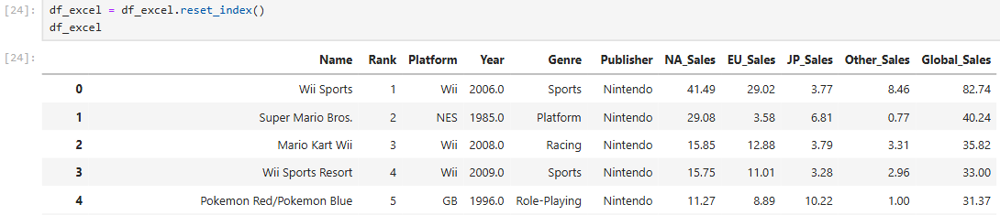 [24]: df_excel = df_excel.reset_index()
df_excel
[24]: Name Rank Platform Year Genre Publisher NA_Sales EU_Sales JP_Sales Other_Sales Global_Sales
0 Wii Sports 1 Wii 2006.0 Sports Nintendo 41.49 29.02 3.77 8.46 82.74
1 Super Mario Bros. 2 NES 1985.0 Platform Nintendo 29.08 3.58 6.81 0.77 40.24
2 Mario Kart Wii 3 Wii 2008.0 Racing Nintendo 15.85 12.88 3.79 3.31 35.82
3 Wii Sports Resort 4 Wii 2009.0 Sports Nintendo 15.75 11.01 3.28 2.96 33.00
4 Pokemon Red/Pokemon Blue 5 GB 1996.0 Role-Playing Nintendo 11.27 8.89 10.22 1.00 31.37